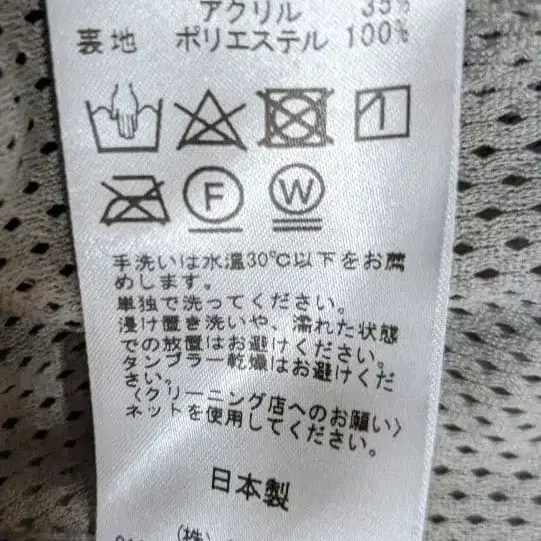 アクリル 35%
裏地 ポリエステル 100%
F W
手洗いは水温30℃以下をお薦
めします。
単独で洗ってください。
浸け置き洗いや、濡れた状態
での放置はお避けください。
タンブラー乾燥はお避けくだ
さい。
〈クリーニング店へのお願い〉
ネットを使用してください。
日本製
(株)